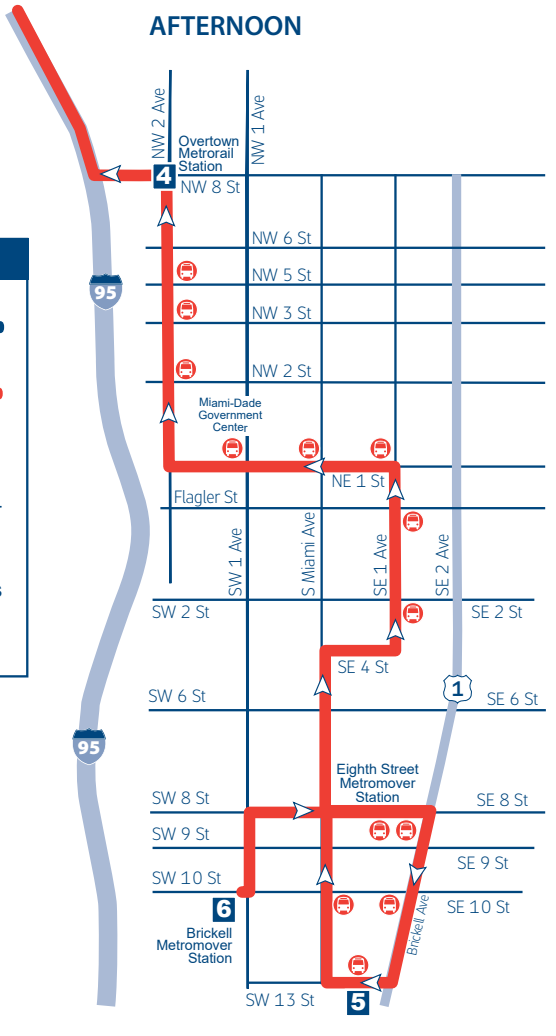 AFTERNOON
NW 2 Ave
NW 1 Ave
Overtown
Metrorail
Station
4
NW 8 St
NW 6 St
95
NW 5 St
NW 3 St
NW 2 St
Miami-Dade
Government
Center
NE 1 St
Flagler St
SW 1 Ave
S Miami Ave
SE 1 Ave
SE 2 Ave
SW 2 St
SE 2 St
SE 4 St
1
SW 6 St
SE 6 St
95
Eighth Street
Metromover
Station
SW 8 St
SE 8 St
SW 9 St
SE 9 St
SW 10 St
SE 10 St
6
Brickell
Metromover
Station
Brickell Ave
SW 13 St
5